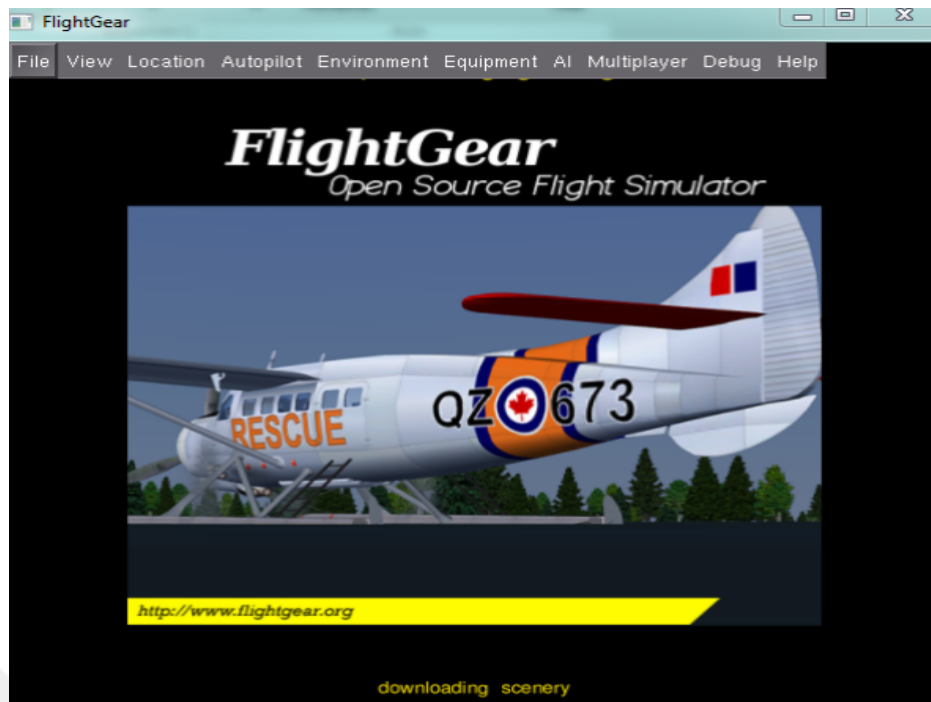 FlightGear
File View Location Autopilot Environment Equipment AI Multiplayer Debug Help
FlightGear
Open Source Flight Simulator
RESCUE
QZ 673
http://www.flightgear.org
downloading scenery